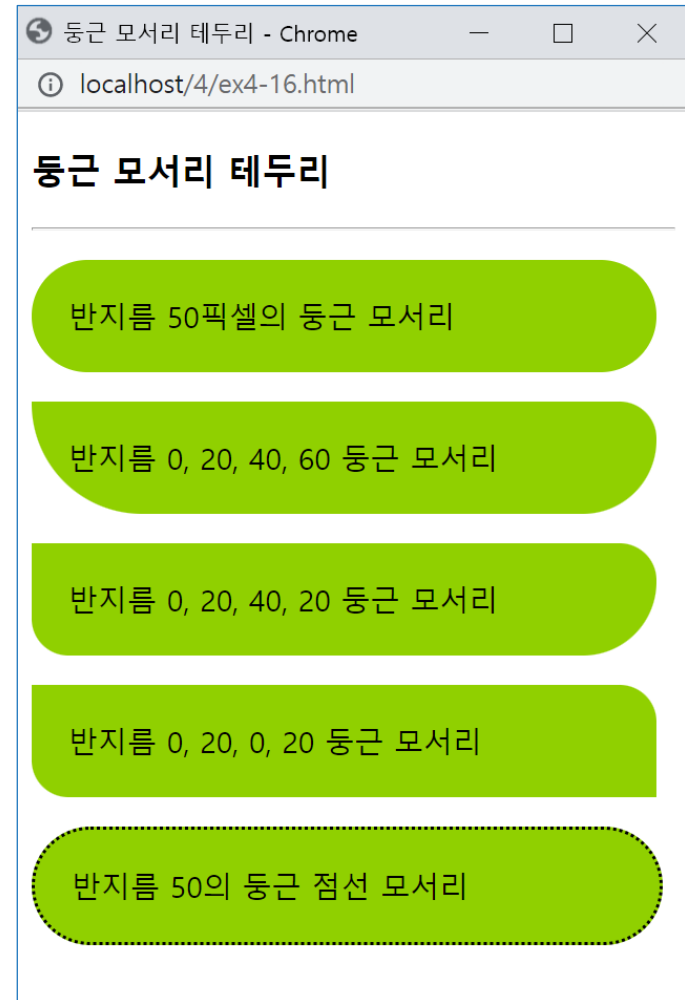 둥근 모서리 테두리 - Chrome
localhost/4/ex4-16.html
둥근 모서리 테두리
반지름 50픽셀의 둥근 모서리
반지름 0, 20, 40, 60 둥근 모서리
반지름 0, 20, 40, 20 둥근 모서리
반지름 0, 20, 0, 20 둥근 모서리
반지름 50의 둥근 점선 모서리